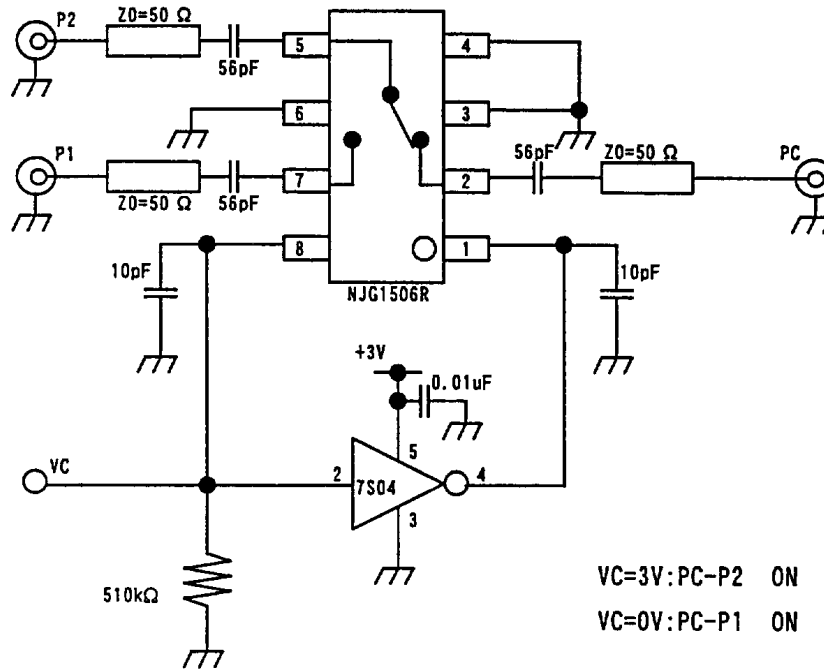 P2
Z0=50 Ω
56pF
5
4
6
3
P1
Z0=50 Ω
56pF
7
2
56pF
Z0=50 Ω
PC
8
1
10pF
10pF
NJG1506R
+3V
0.01uF
VC
2
7S04
5
4
3
510kΩ
VC=3V:PC-P2 ON
VC=0V:PC-P1 ON